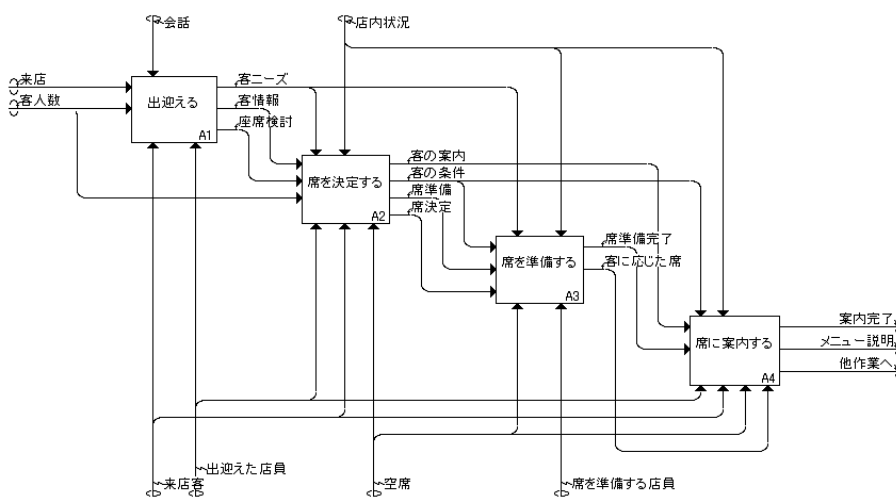 会話
店内状況
来店
客人数
出迎える
A1
客ニーズ
客情報
座席検討
席を決定する
A2
客の案内
客の条件
席準備
席決定
席を準備する
A3
席準備完了
客に応じた席
席に案内する
A4
案内完了
メニュー説明
他作業へ
来店客
出迎えた店員
空席
席を準備する店員